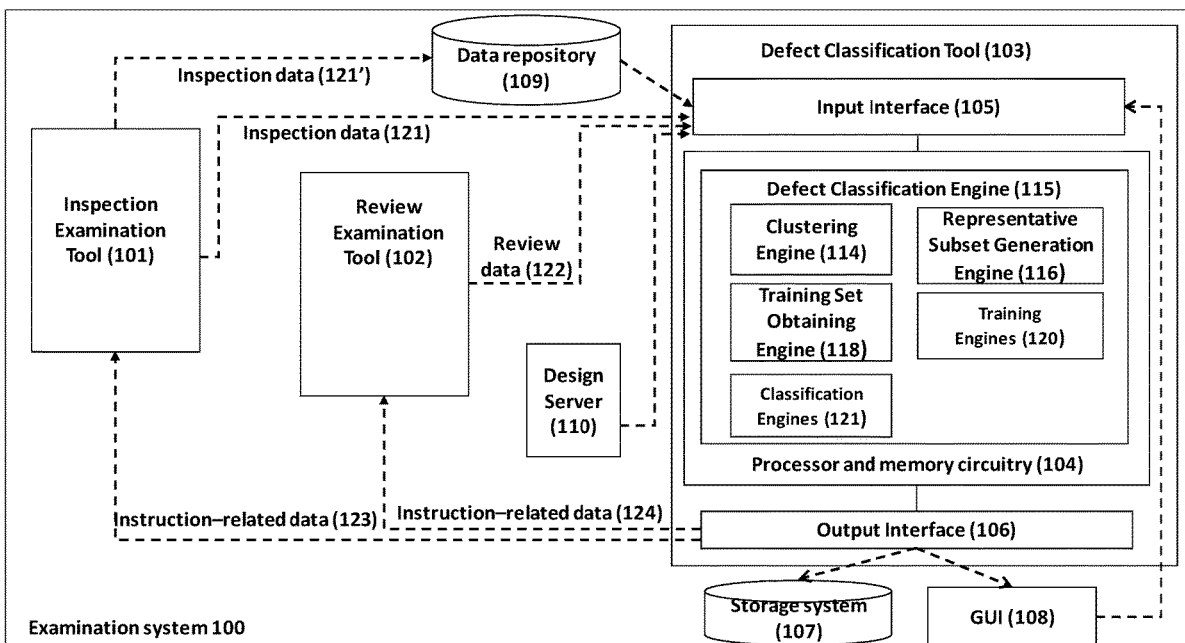 Defect Classification Tool (103)
Data repository
(109)
Inspection data (121’)
Input Interface (105)
Inspection data (121)
Inspection
Examination
Tool (101)
Review
Examination
Tool (102)
Review
data (122)
Defect Classification Engine (115)
Clustering
Engine (114)
Representative
Subset Generation
Engine (116)
Training Set
Obtaining
Engine (118)
Training
Engines (120)
Classification
Engines (121)
Design
Server
(110)
Processor and memory circuitry (104)
Instruction–related data (123)
Instruction–related data (124)
Output Interface (106)
Storage system
(107)
GUI (108)
Examination system 100